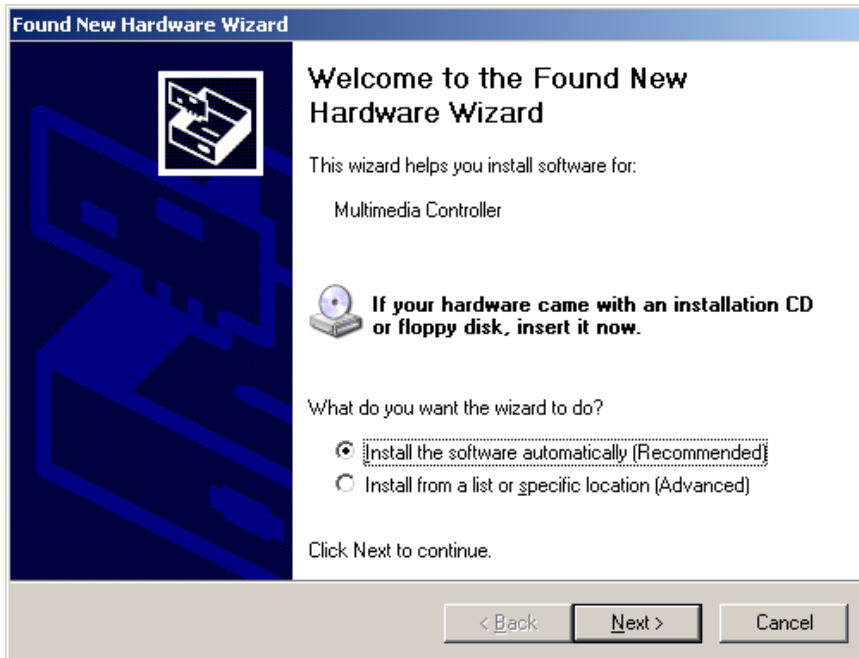 Found New Hardware Wizard
Welcome to the Found New
Hardware Wizard
This wizard helps you install software for:
Multimedia Controller
If your hardware came with an installation CD
or floppy disk, insert it now.
What do you want the wizard to do?
Install the software automatically (Recommended)
Install from a list or specific location (Advanced)
Click Next to continue.
< Back
Next >
Cancel